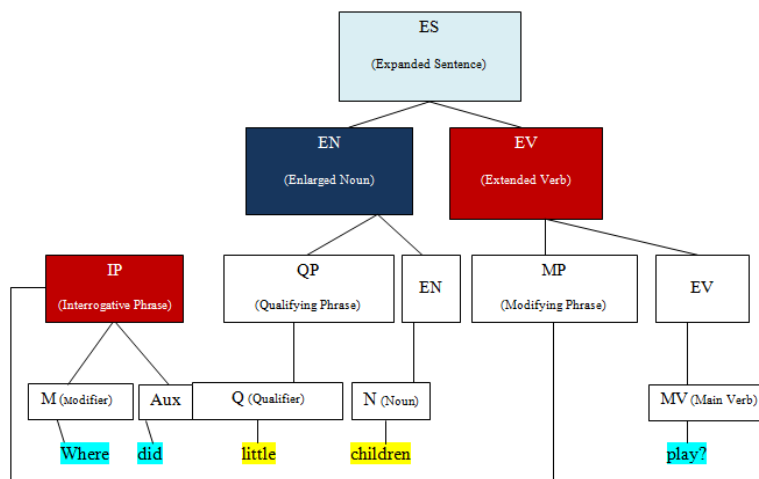 ES
(Expanded Sentence)
EN
(Enlarged Noun)
EV
(Extended Verb)
IP
(Interrogative Phrase)
QP
(Qualifying Phrase)
EN
MP
(Modifying Phrase)
EV
M (Modifier)
Aux
Q (Qualifier)
N (Noun)
MV (Main Verb)
Where did little children play?